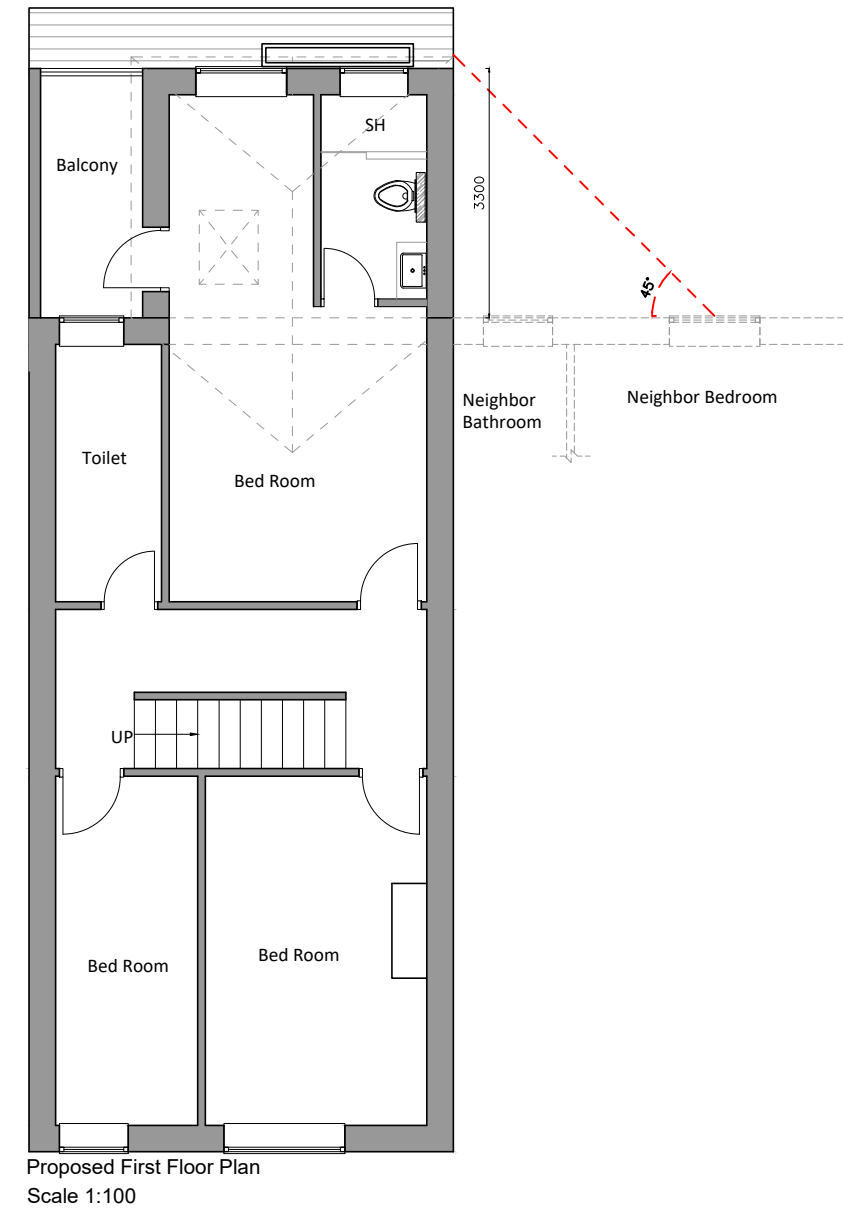 SH
Balcony
3300
45°
Neighbor
Bathroom
Neighbor Bedroom
Toilet
Bed Room
UP
Bed Room
Bed Room
Proposed First Floor Plan
Scale 1:100